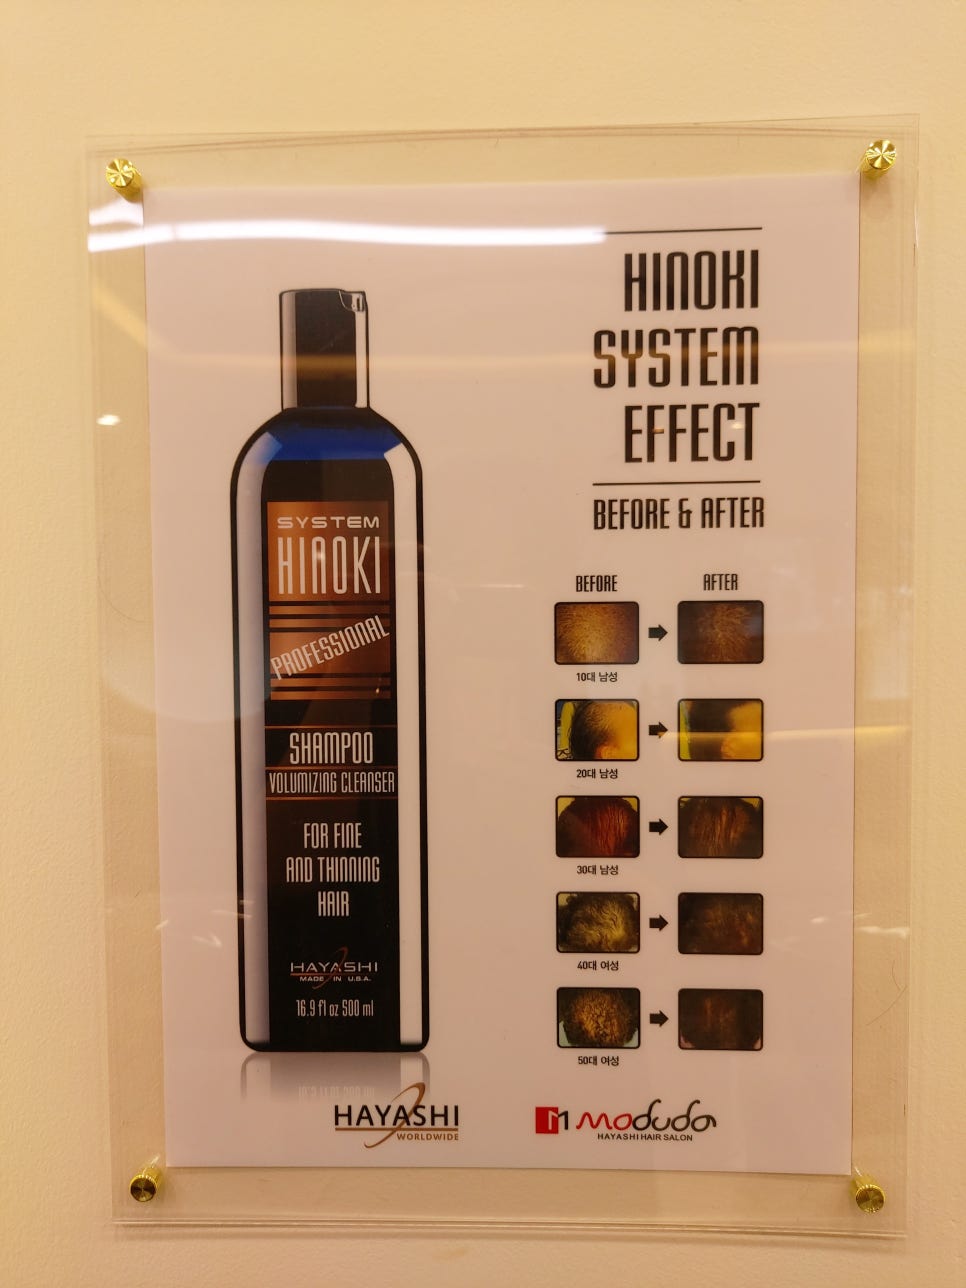 HINOKI
SYSTEM
EFFECT
BEFORE & AFTER
SYSTEM
HINOKI
PROFESSIONAL
SHAMPOO
VOLUMIZING CLEANSER
FOR FINE
AND THINNING
HAIR
HAYASHI
MADE IN U.S.A.
16.9 fl oz 500 ml
BEFORE AFTER
10대 남성
20대 남성
30대 남성
40대 여성
50대 여성
HAYASHI
WORLDWIDE
moduda
HAYASHI HAIR SALON